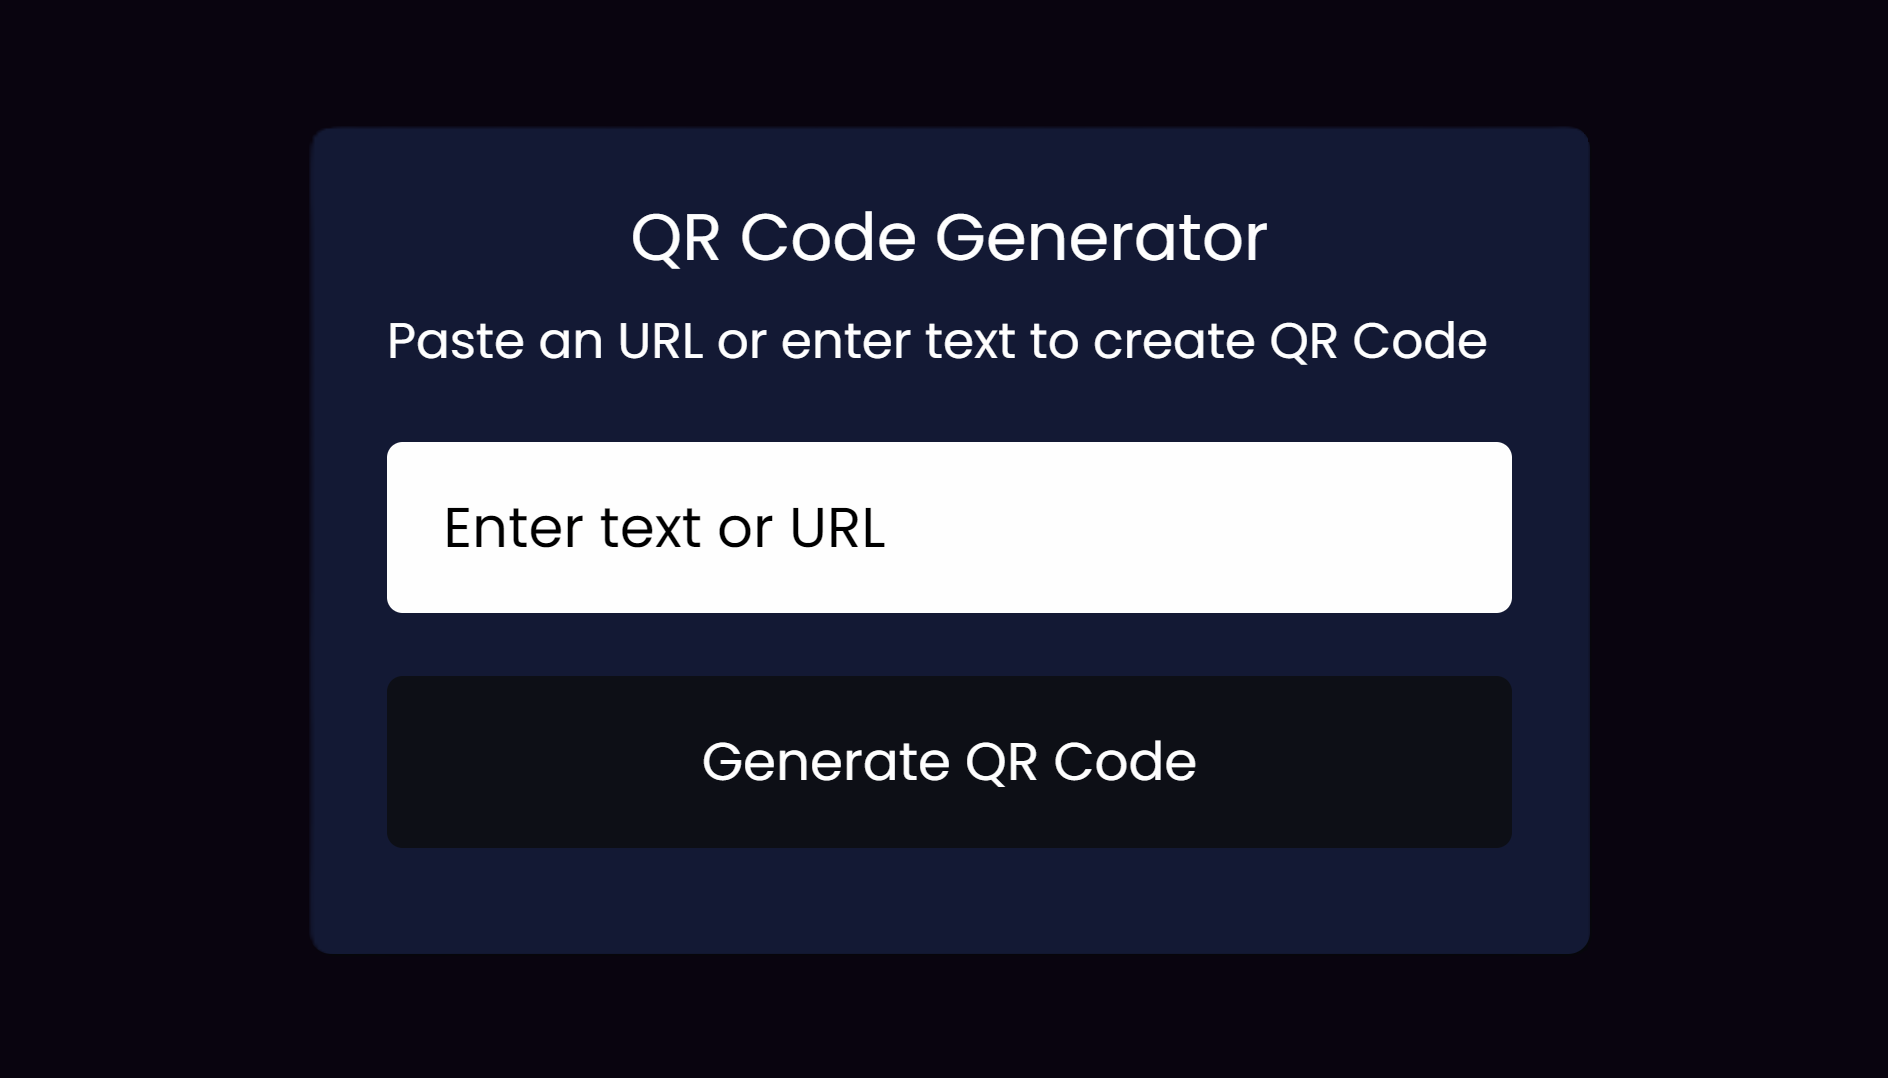 QR Code Generator
Paste an URL or enter text to create QR Code
Enter text or URL
Generate QR Code